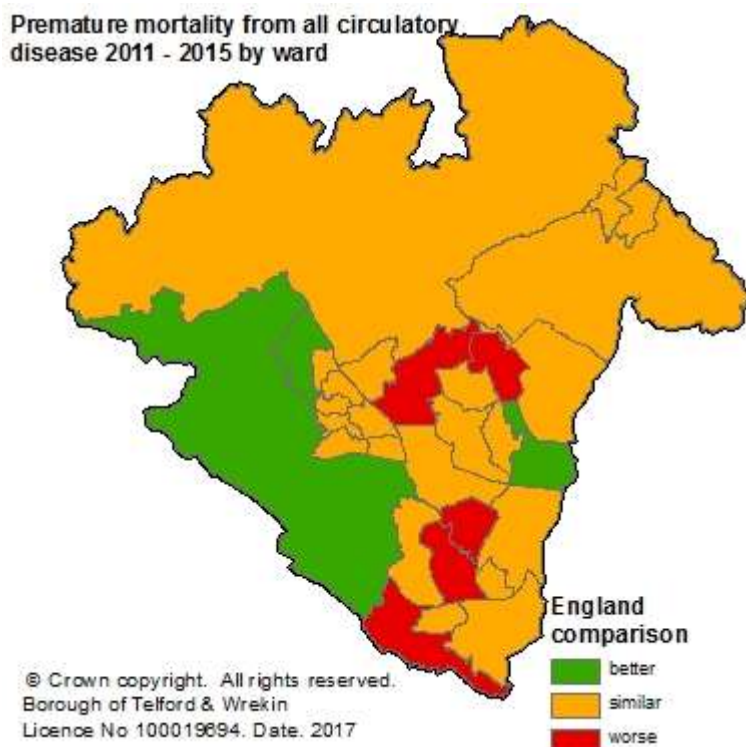 Premature mortality from all circulatory
disease 2011 - 2015 by ward
England
comparison
better
similar
worse
© Crown copyright. All rights reserved.
Borough of Telford & Wrekin
Licence No 100019694. Date. 2017